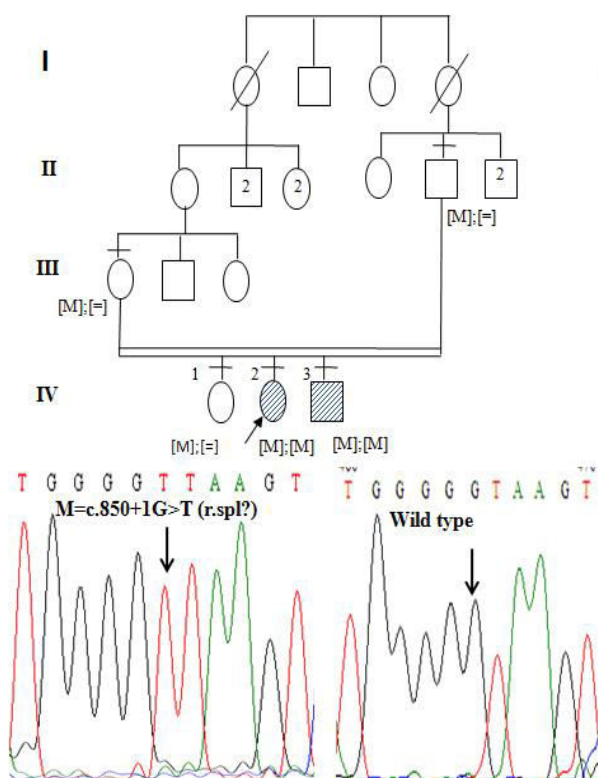 I
II
2
2
2
[M];[=]
III
[M];[=]
1
2
3
IV
[M];[=]
[M];[M]
[M];[M]
T G G G G T T A A G T
T G G G G G T A A G T
M=c.850+1G>T (r.spl?)
Wild type